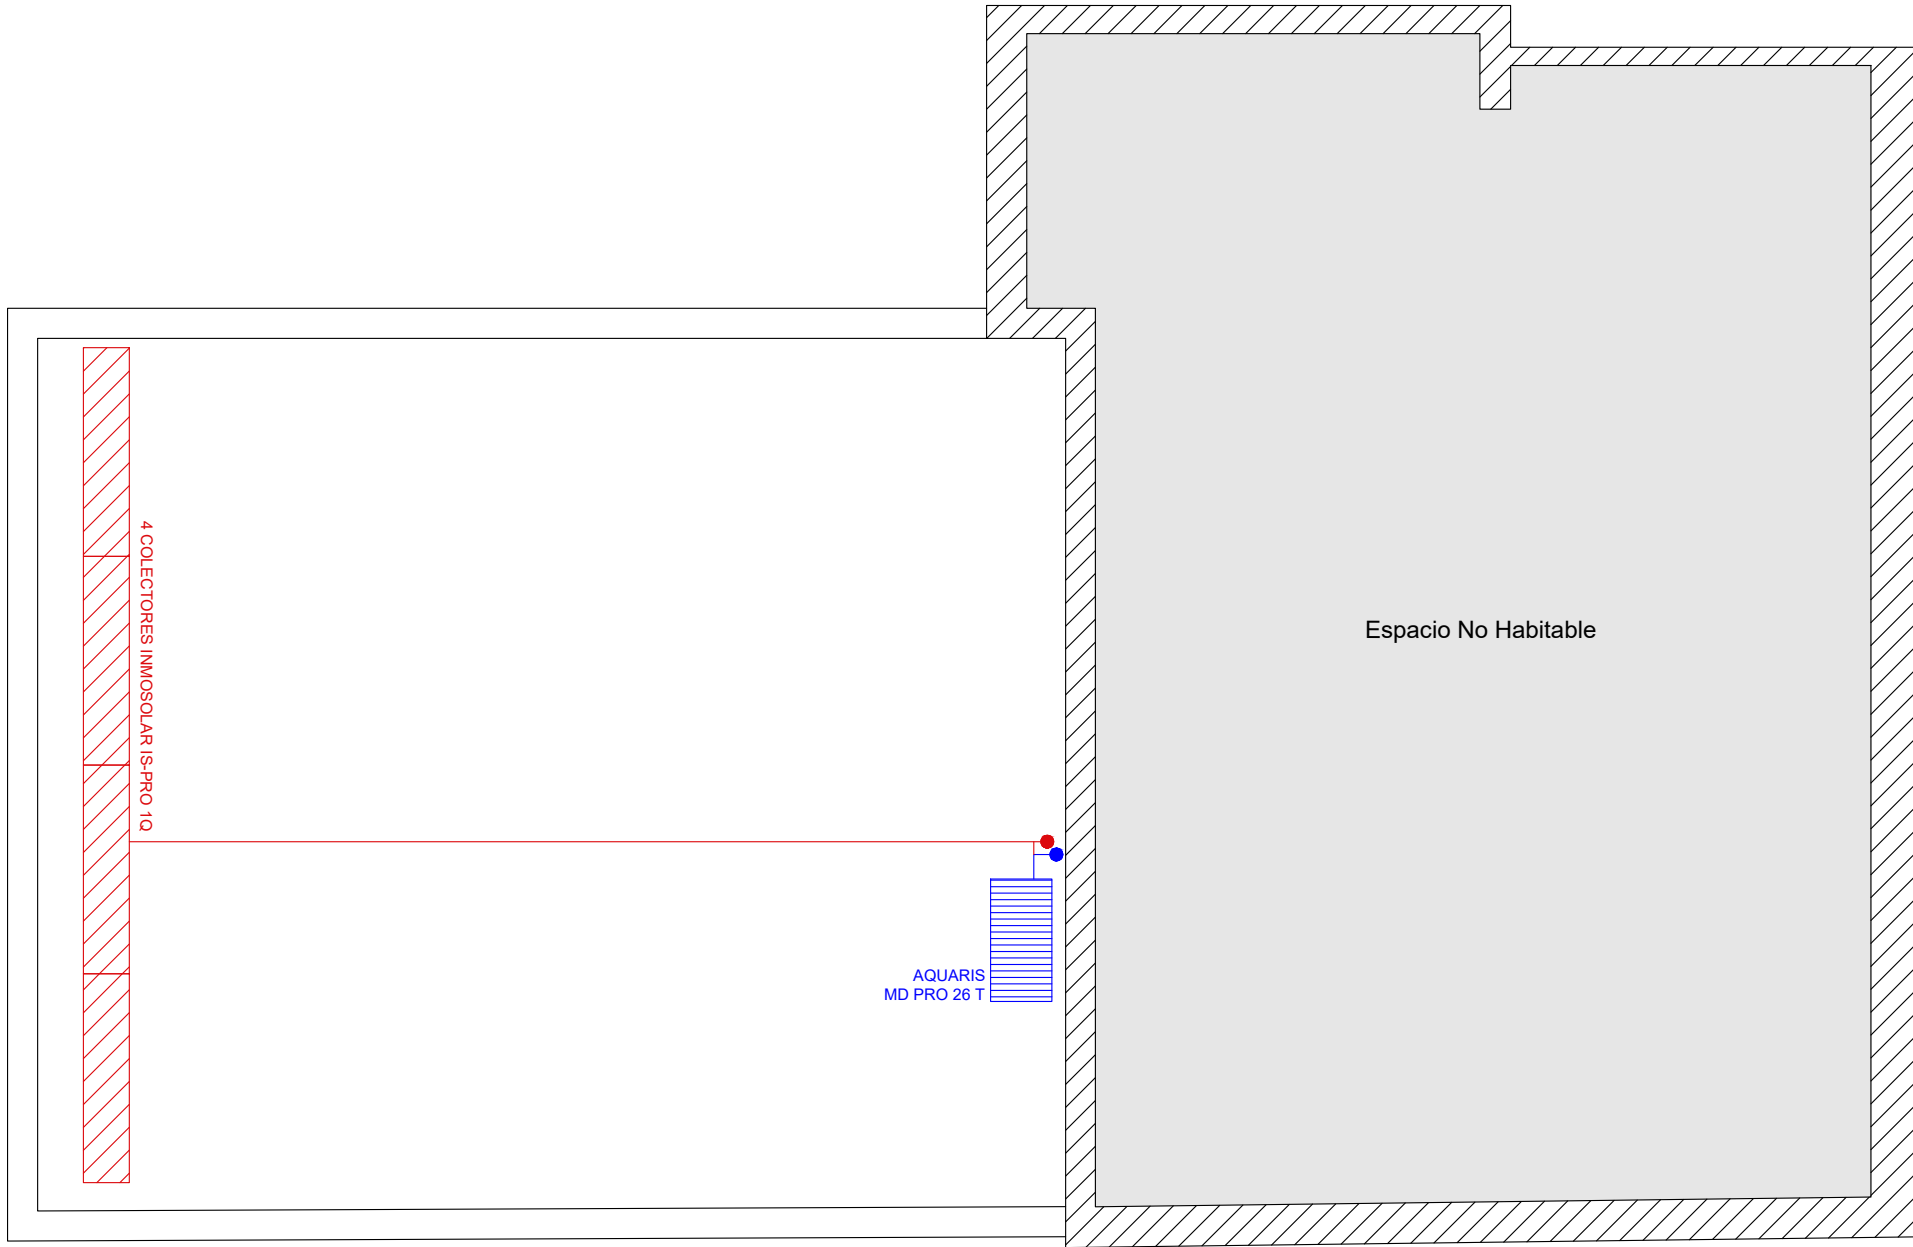 4 COLECTORES INMOSOLAR IS-PRO 1Q
Espacio No Habitable
AQUARIS
MD PRO 26 T